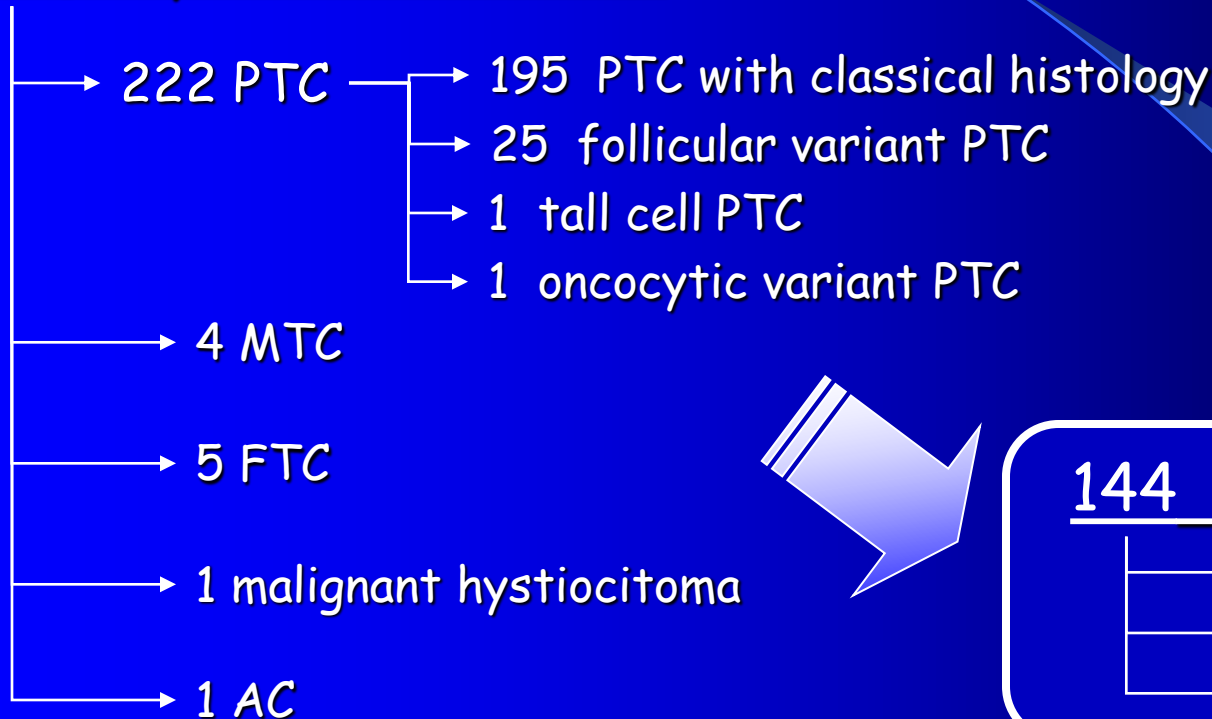 222 PTC
195 PTC with classical histology
25 follicular variant PTC
1 tall cell PTC
1 oncocytic variant PTC
4 MTC
5 FTC
1 malignant hystiocitoma
1 AC
144